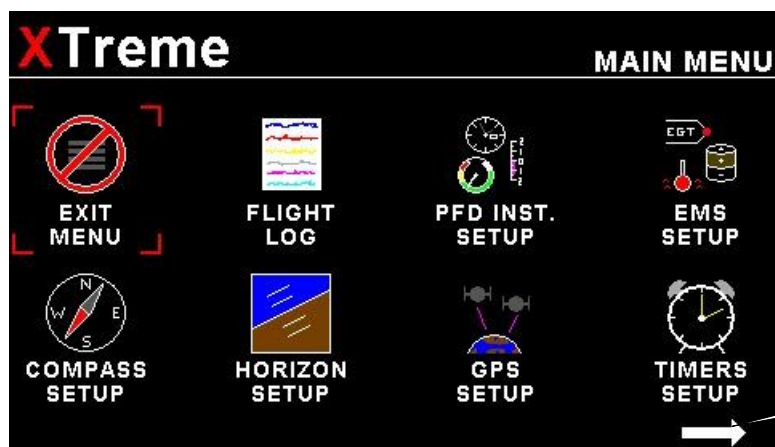 XTreme
MAIN MENU
EXIT
MENU
FLIGHT
LOG
PFD INST.
SETUP
EGT
EMS
SETUP
N
W
E
S
COMPASS
SETUP
HORIZON
SETUP
GPS
SETUP
TIMERS
SETUP